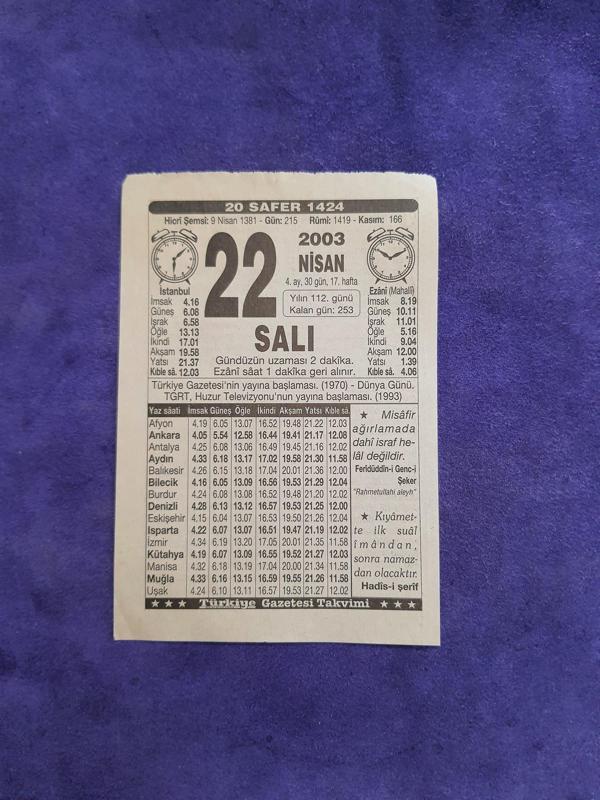 20 SAFER 1424
Hicrî Şemsî: 9 Nisan 1381 - Gün: 215 Rûmî: 1419 - Kasım: 166
22
2003
NİSAN
4. ay, 30 gün, 17. hafta
Yılın 112. günü
Kalan gün: 253
SALI
Gündüzün uzaması 2 dakîka.
Ezânî sâat 1 dakîka geri alınır.
İstanbul
İmsak 4.16
Güneş 6.08
İşrak 6.58
Öğle 13.13
İkindi 17.01
Akşam 19.58
Yatsı 21.37
Kıble sâ. 12.03
Ezânî (Mahallî)
İmsak 8.19
Güneş 10.11
İşrak 11.01
Öğle 5.16
İkindi 9.04
Akşam 12.00
Yatsı 1.39
Kıble sâ. 4.06
Türkiye Gazetesi'nin yayına başlaması. (1970) - Dünya Günü.
TGRT, Huzur Televizyonu'nun yayına başlaması. (1993)
Yaz sâati İmsak Güneş Öğle İkindi Akşam Yatsı Kıble sâ.
Afyon 4.19 6.05 13.07 16.52 19.48 21.22 12.03
Ankara 4.05 5.54 12.58 16.44 19.41 21.17 12.08
Antalya 4.25 6.08 13.06 16.49 19.45 21.16 12.02
Aydın 4.33 6.18 13.17 17.02 19.58 21.30 11.58
Balıkesir 4.26 6.15 13.18 17.04 20.01 21.36 12.00
Bilecik 4.16 6.05 13.09 16.56 19.53 21.29 12.04
Burdur 4.24 6.08 13.08 16.52 19.48 21.20 12.02
Denizli 4.28 6.13 13.12 16.57 19.53 21.25 12.00
Eskişehir 4.15 6.04 13.07 16.53 19.50 21.26 12.04
Isparta 4.22 6.07 13.07 16.51 19.47 21.19 12.02
İzmir 4.34 6.19 13.20 17.05 20.01 21.35 11.58
Kütahya 4.19 6.07 13.09 16.55 19.52 21.27 12.03
Manisa 4.32 6.18 13.19 17.04 20.00 21.34 11.58
Muğla 4.33 6.16 13.15 16.59 19.55 21.26 11.58
Uşak 4.24 6.10 13.11 16.57 19.53 21.27 12.02
★ Misâfir
ağırlamada
dahî israf he-
lâl değildir.
Ferîdüddîn-i Genc-i
Şeker
"Rahmetullahi aleyh"
★ Kıyâmet-
te ilk suâl
îmândan,
sonra namaz-
dan olacaktır.
Hadîs-i şerîf
★ ★ ★ Türkiye Gazetesi Takvimi ★ ★ ★